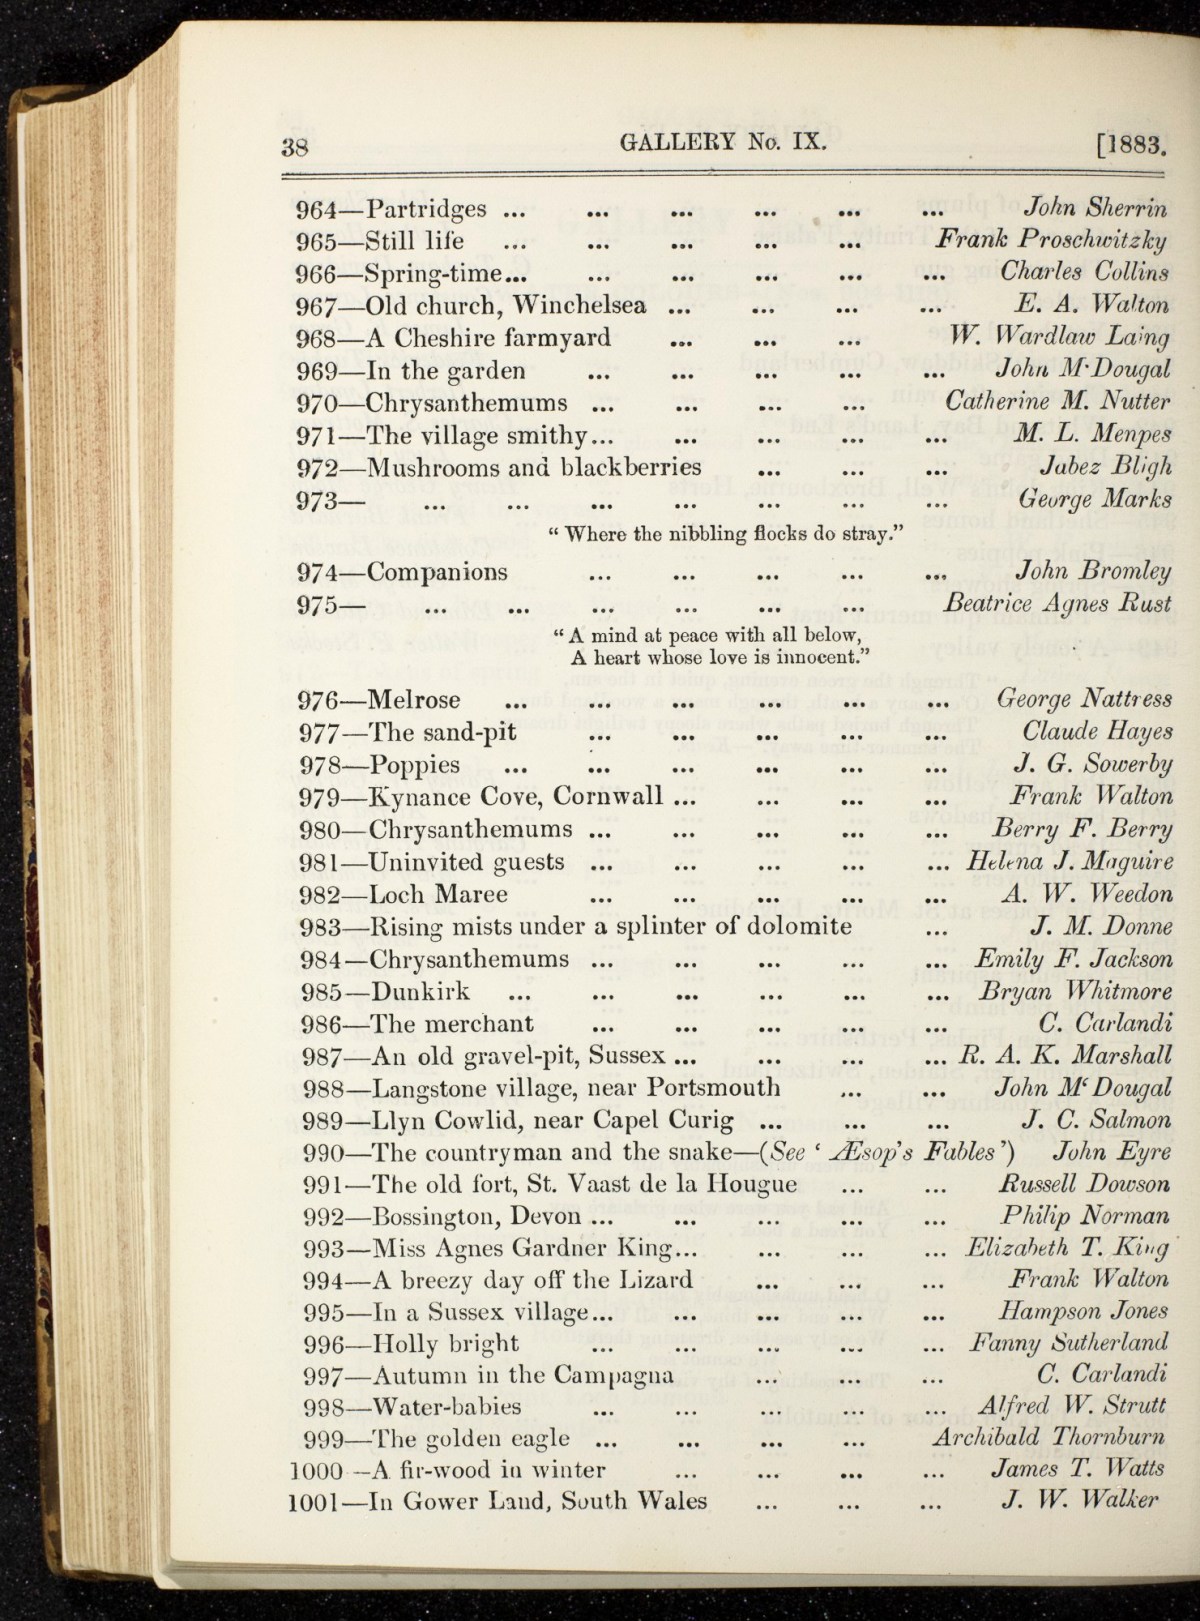 38 GALLERY No. IX. [1883.
964—Partridges ... ... ... ... ... ... John Sherrin
965—Still life ... ... ... ... ... Frank Proschwitzky
966—Spring-time... ... ... ... ... ... Charles Collins
967—Old church, Winchelsea ... ... ... ... E. A. Walton
968—A Cheshire farmyard ... ... ... W. Wardlaw Laing
969—In the garden ... ... ... ... ... John M·Dougal
970—Chrysanthemums ... ... ... ... Catherine M. Nutter
971—The village smithy... ... ... ... ... M. L. Menpes
972—Mushrooms and blackberries ... ... ... Jabez Bligh
973— ... ... ... ... ... ... ... George Marks
“ Where the nibbling flocks do stray.”
974—Companions ... ... ... ... ... John Bromley
975— ... ... ... ... ... ... Beatrice Agnes Rust
“ A mind at peace with all below,
A heart whose love is innocent.”
976—Melrose ... ... ... ... ... ... George Nattress
977—The sand-pit ... ... ... ... ... Claude Hayes
978—Poppies ... ... ... ... ... ... J. G. Sowerby
979—Kynance Cove, Cornwall ... ... ... ... Frank Walton
980—Chrysanthemums ... ... ... ... ... Berry F. Berry
981—Uninvited guests ... ... ... ... ... Helena J. Maguire
982—Loch Maree ... ... ... ... ... A. W. Weedon
983—Rising mists under a splinter of dolomite ... J. M. Donne
984—Chrysanthemums ... ... ... ... ... Emily F. Jackson
985—Dunkirk ... ... ... ... ... ... Bryan Whitmore
986—The merchant ... ... ... ... ... C. Carlandi
987—An old gravel-pit, Sussex ... ... ... ... R. A. K. Marshall
988—Langstone village, near Portsmouth ... ... John M‘Dougal
989—Llyn Cowlid, near Capel Curig ... ... ... J. C. Salmon
990—The countryman and the snake—(See ‘ Æsop’s Fables ’) John Eyre
991—The old fort, St. Vaast de la Hougue ... ... Russell Dowson
992—Bossington, Devon ... ... ... ... ... Philip Norman
993—Miss Agnes Gardner King... ... ... ... Elizabeth T. King
994—A breezy day off the Lizard ... ... ... Frank Walton
995—In a Sussex village... ... ... ... ... Hampson Jones
996—Holly bright ... ... ... ... ... Fanny Sutherland
997—Autumn in the Campagna ... ... ... C. Carlandi
998—Water-babies ... ... ... ... ... Alfred W. Strutt
999—The golden eagle ... ... ... ... Archibald Thornburn
1000—A fir-wood in winter ... ... ... ... James T. Watts
1001—In Gower Land, South Wales ... ... ... J. W. Walker